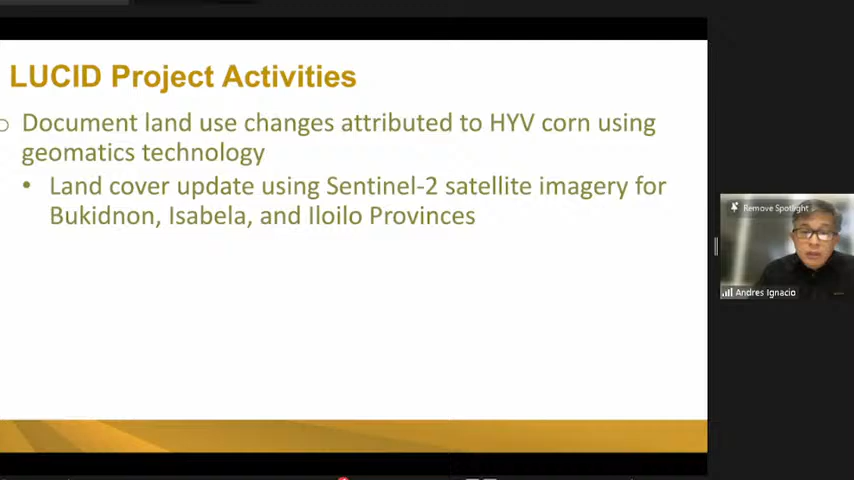 LUCID Project Activities
Document land use changes attributed to HYV corn using
geomatics technology
Land cover update using Sentinel-2 satellite imagery for
Bukidnon, Isabela, and Iloilo Provinces
Remove Spotlight
Andres Ignacio